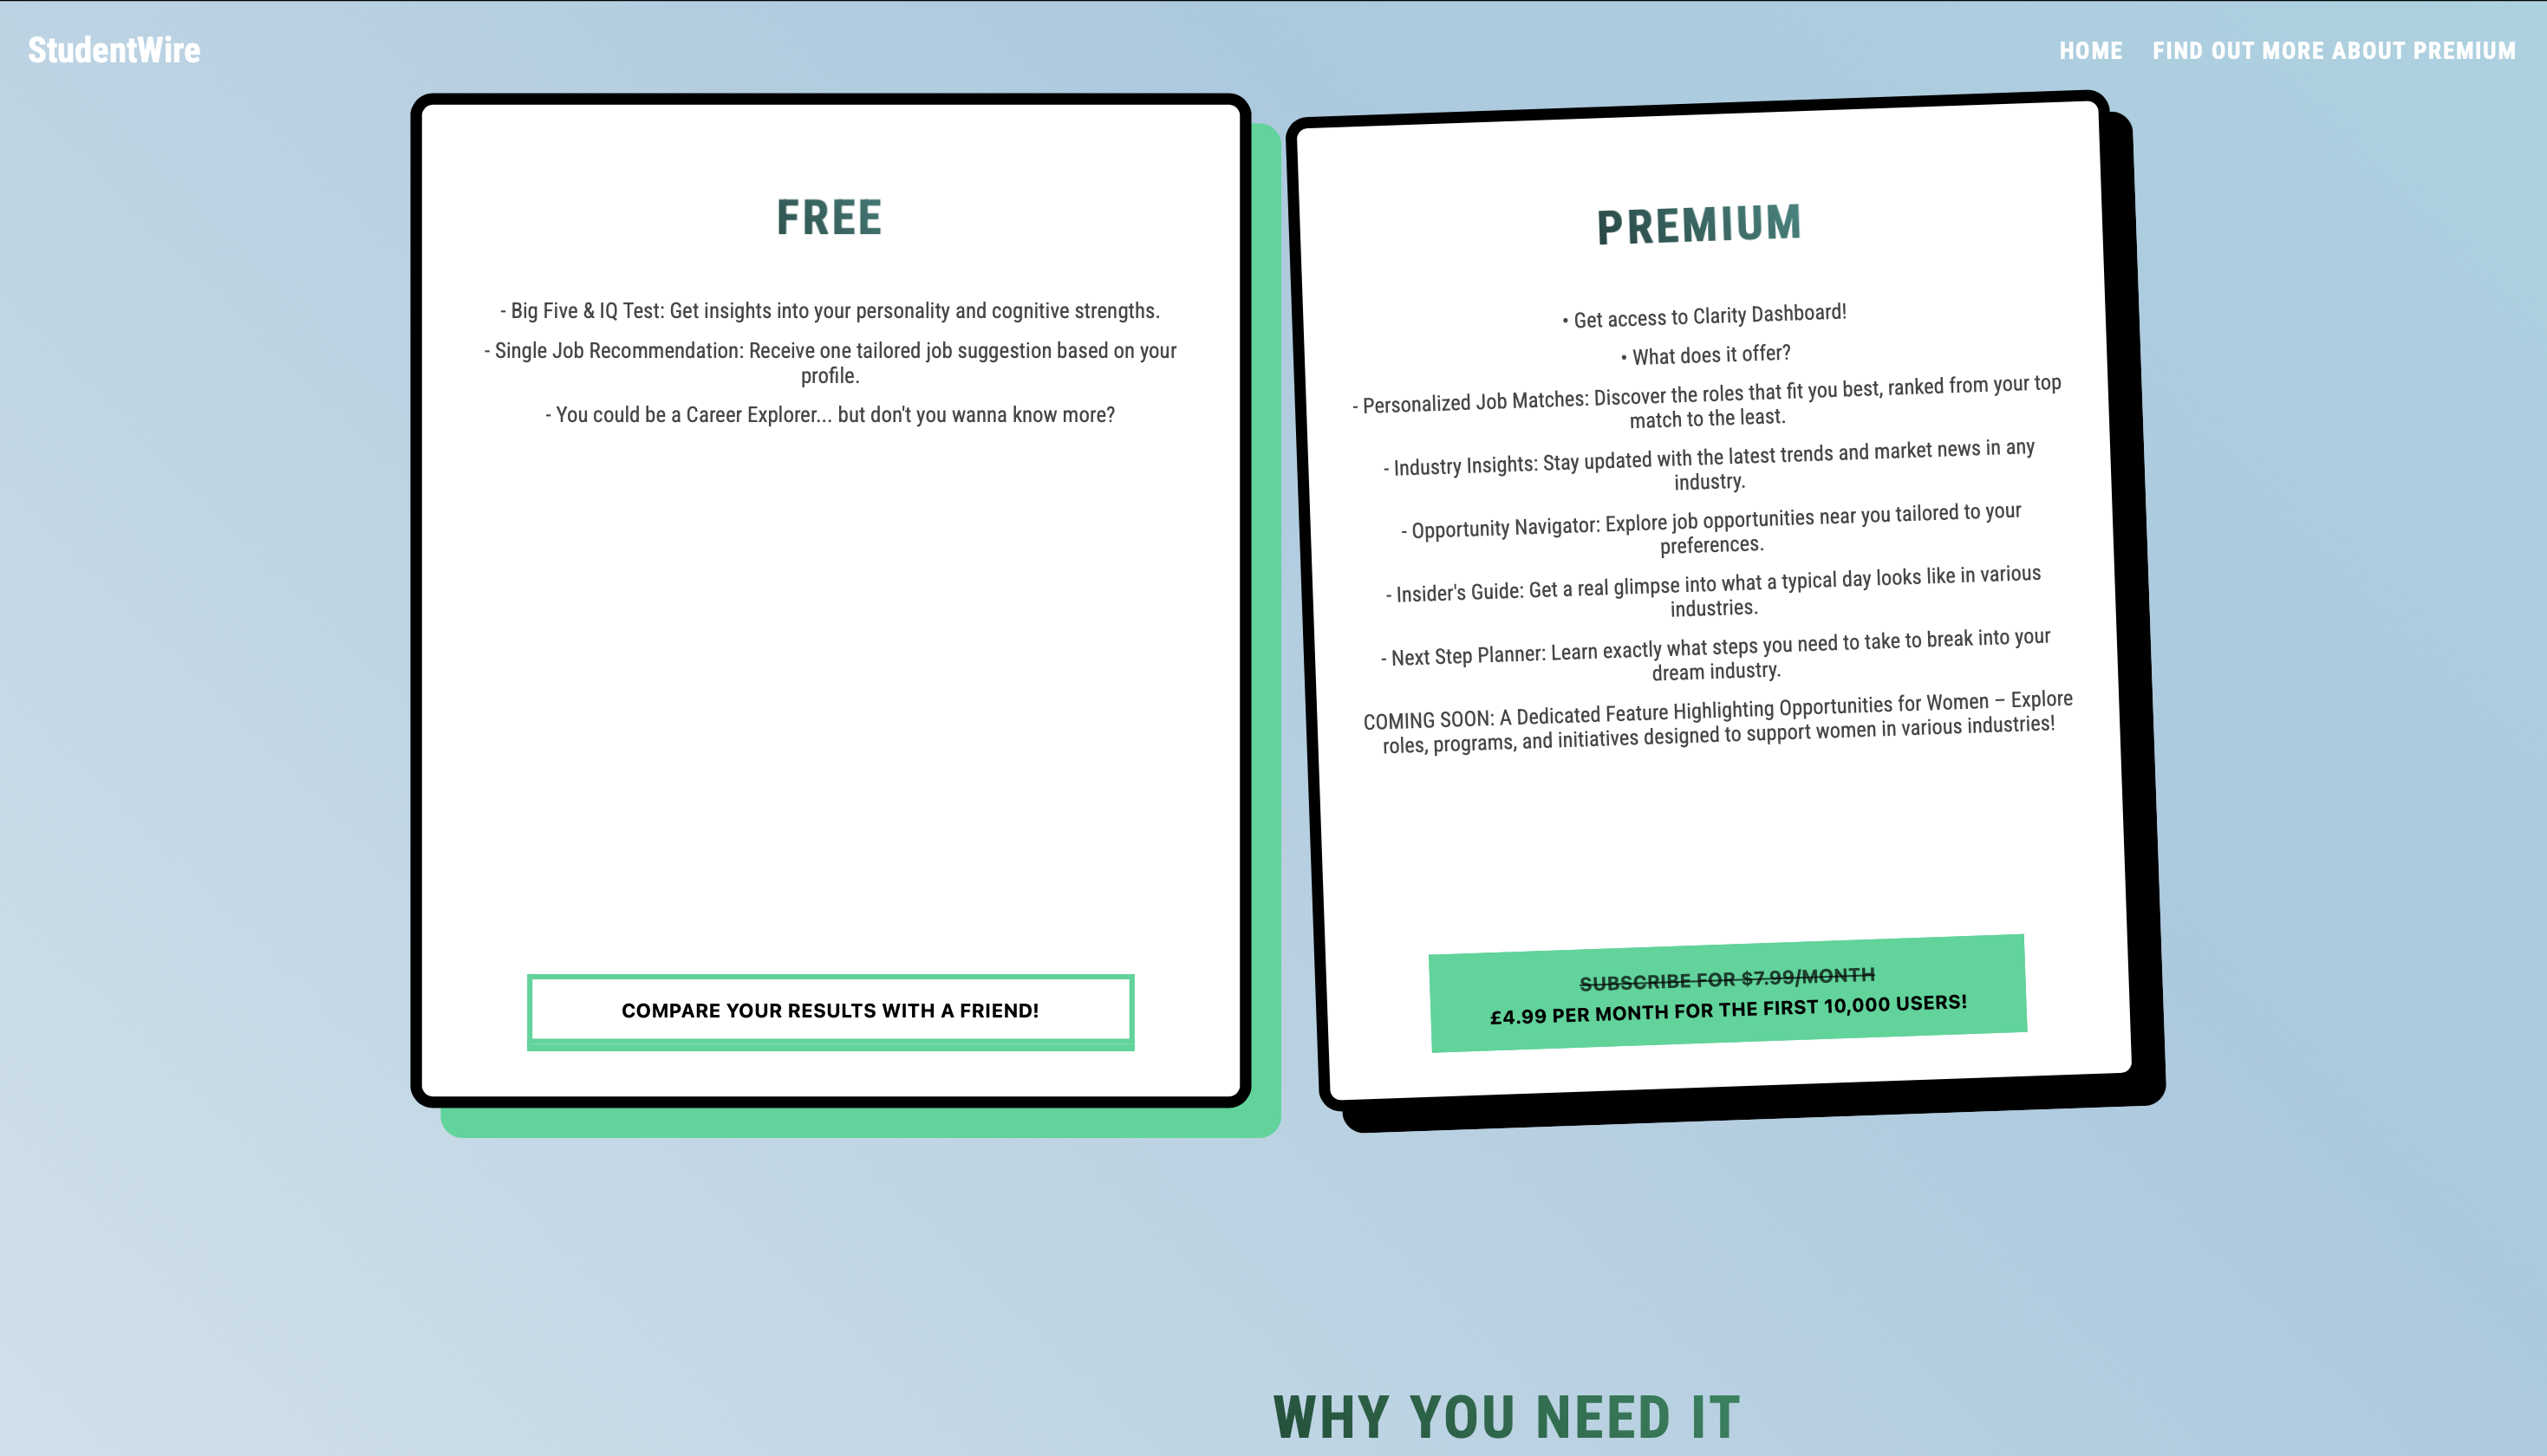 StudentWire
HOME FIND OUT MORE ABOUT PREMIUM
FREE
- Big Five & IQ Test: Get insights into your personality and cognitive strengths.
- Single Job Recommendation: Receive one tailored job suggestion based on your
profile.
- You could be a Career Explorer... but don't you wanna know more?
COMPARE YOUR RESULTS WITH A FRIEND!
PREMIUM
• Get access to Clarity Dashboard!
• What does it offer?
- Personalized Job Matches: Discover the roles that fit you best, ranked from your top
match to the least.
- Industry Insights: Stay updated with the latest trends and market news in any
industry.
- Opportunity Navigator: Explore job opportunities near you tailored to your
preferences.
- Insider's Guide: Get a real glimpse into what a typical day looks like in various
industries.
- Next Step Planner: Learn exactly what steps you need to take to break into your
dream industry.
COMING SOON: A Dedicated Feature Highlighting Opportunities for Women – Explore
roles, programs, and initiatives designed to support women in various industries!
SUBSCRIBE FOR $7.99/MONTH
£4.99 PER MONTH FOR THE FIRST 10,000 USERS!
WHY YOU NEED IT